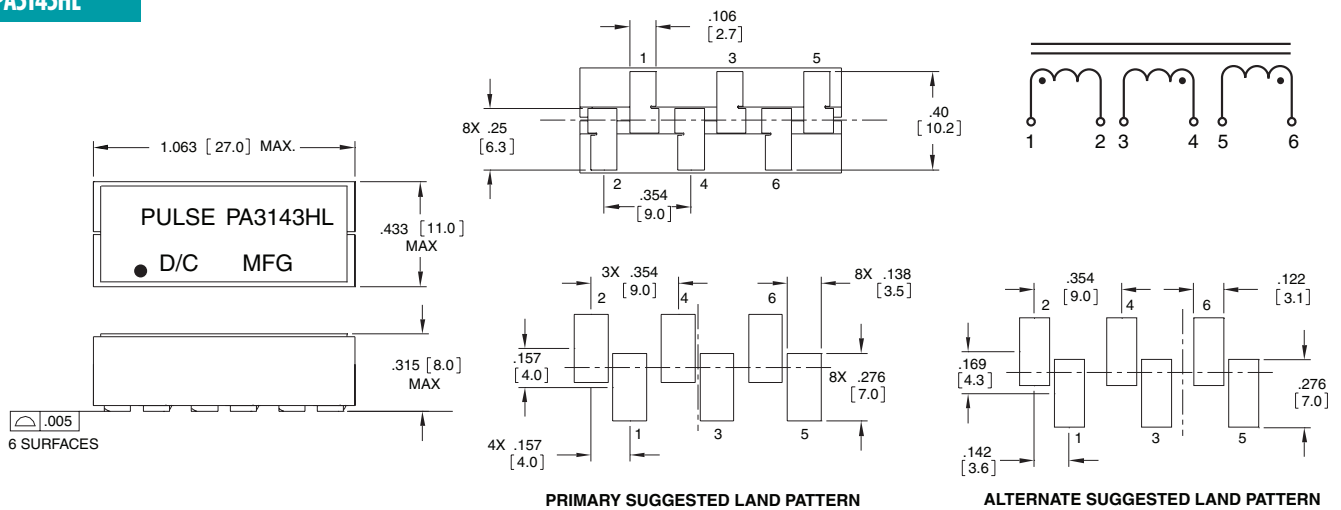 PA3143HL
1.063 [ 27.0 ] MAX.
PULSE PA3143HL
D/C MFG
.433 [ 11.0 ]
MAX
.315 [ 8.0 ]
MAX
.005
6 SURFACES
.106
[ 2.7 ]
1 3 5
8X .25
[ 6.3 ]
.40
[ 10.2 ]
2 4 6
.354
[ 9.0 ]
1 2 3 4 5 6
3X .354
[ 9.0 ]
8X .138
[ 3.5 ]
2 4 6
.157
[ 4.0 ]
8X .276
[ 7.0 ]
1 3 5
4X .157
[ 4.0 ]
PRIMARY SUGGESTED LAND PATTERN
.354
[ 9.0 ]
.122
[ 3.1 ]
2 4 6
.169
[ 4.3 ]
.276
[ 7.0 ]
1 3 5
.142
[ 3.6 ]
ALTERNATE SUGGESTED LAND PATTERN